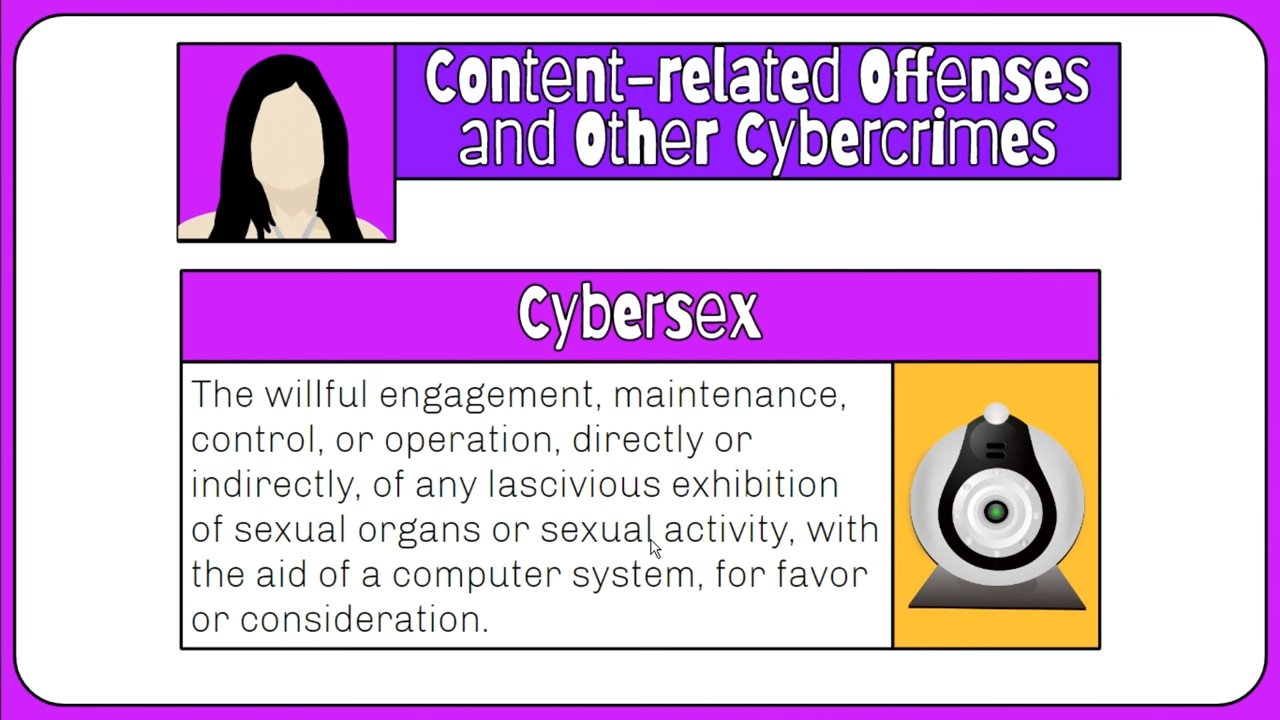 Content-related Offenses
and Other Cybercrimes
Cybersex
The willful engagement, maintenance,
control, or operation, directly or
indirectly, of any lascivious exhibition
of sexual organs or sexual activity, with
the aid of a computer system, for favor
or consideration.